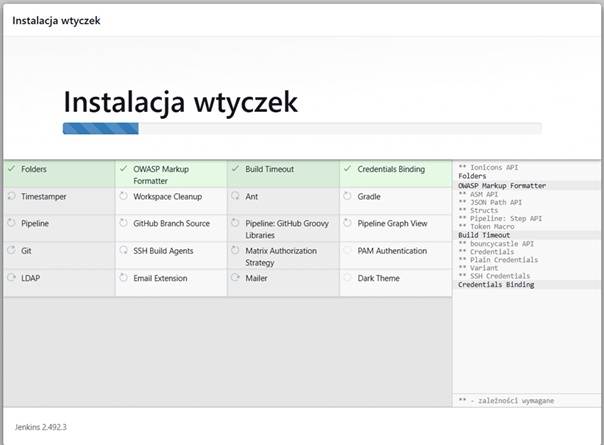 Instalacja wtyczek
Instalacja wtyczek
Folders
OWASP Markup
Formatter
Build Timeout
Credentials Binding
Timestamper
Workspace Cleanup
Ant
Gradle
Pipeline
GitHub Branch Source
Pipeline: GitHub Groovy
Libraries
Pipeline Graph View
Git
SSH Build Agents
Matrix Authorization
Strategy
PAM Authentication
LDAP
Email Extension
Mailer
Dark Theme
** Ionicons API
Folders
OWASP Markup Formatter
** ASM API
** JSON Path API
** Structs
** Pipeline: Step API
** Token Macro
Build Timeout
** bouncycastle API
** Credentials
** Plain Credentials
** Variant
** SSH Credentials
Credentials Binding
** - zależności wymagane
Jenkins 2.492.3